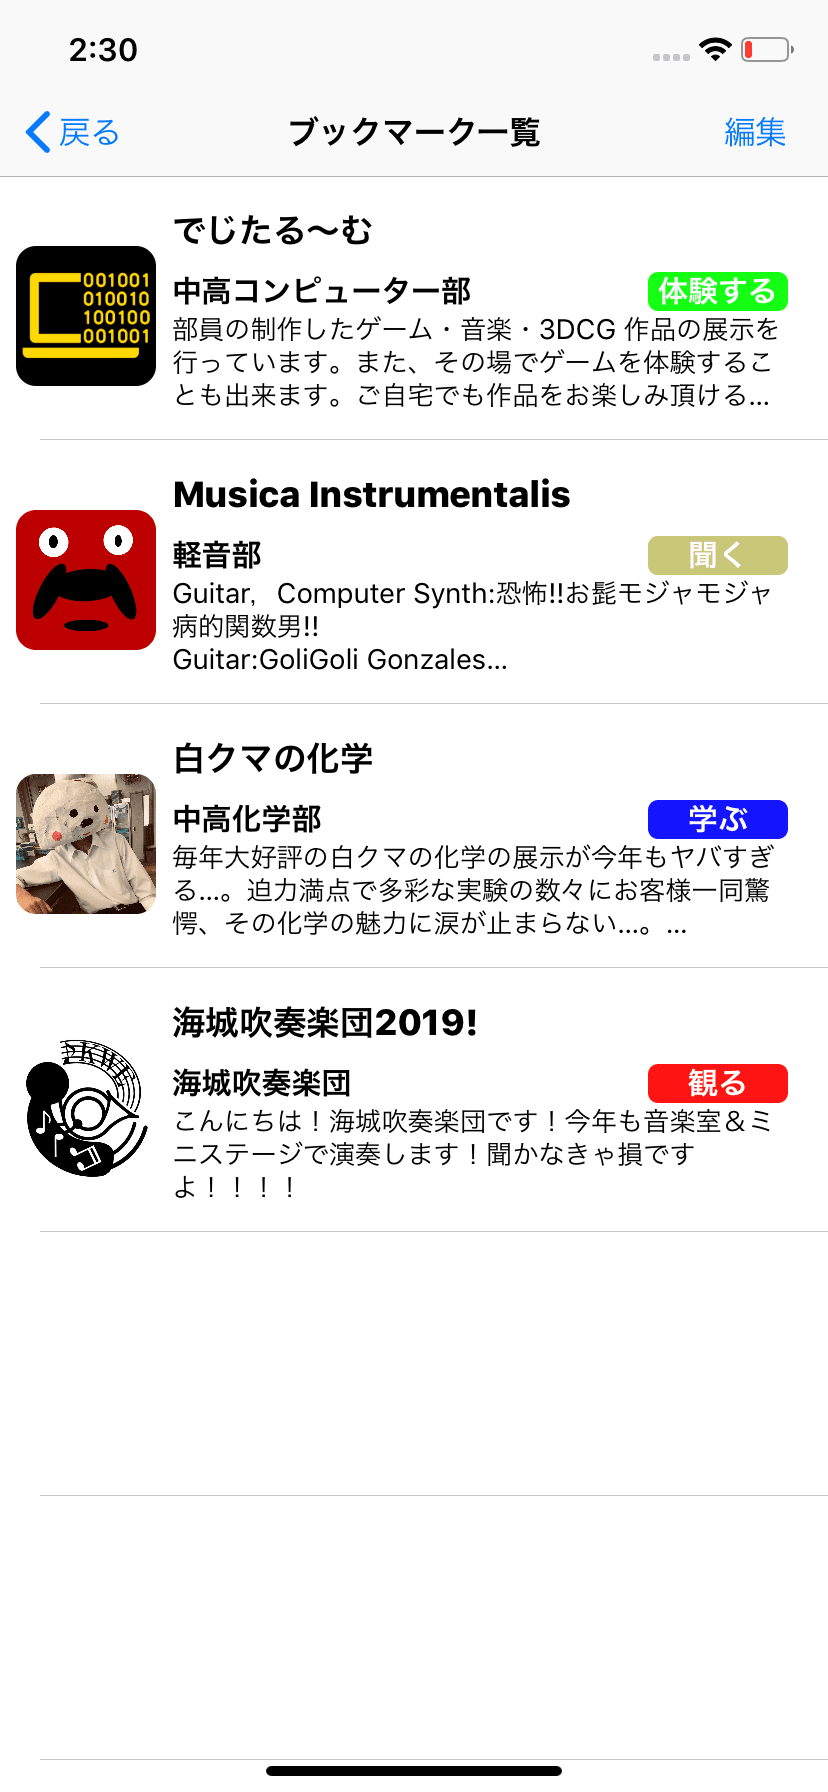 2:30
戻る
ブックマーク一覧
編集
でじたる〜む
001001
010010
100100
001001
中高コンピューター部
体験する
部員の制作したゲーム・音楽・3DCG 作品の展示を
行っています。また、その場でゲームを体験するこ
とも出来ます。ご自宅でも作品をお楽しみ頂ける...
Musica Instrumentalis
軽音部
聞く
Guitar,　Computer Synth:恐怖!!お髭モジャモジャ
病的関数男!!
Guitar:GoliGoli Gonzales...
白クマの化学
中高化学部
学ぶ
毎年大好評の白クマの化学の展示が今年もヤバすぎ
る...。迫力満点で多彩な実験の数々にお客様一同驚
愕、その化学の魅力に涙が止まらない...。...
海城吹奏楽団2019!
海城吹奏楽団
観る
こんにちは！海城吹奏楽団です！今年も音楽室＆ミ
ニステージで演奏します！聞かなきゃ損です
よ！！！！